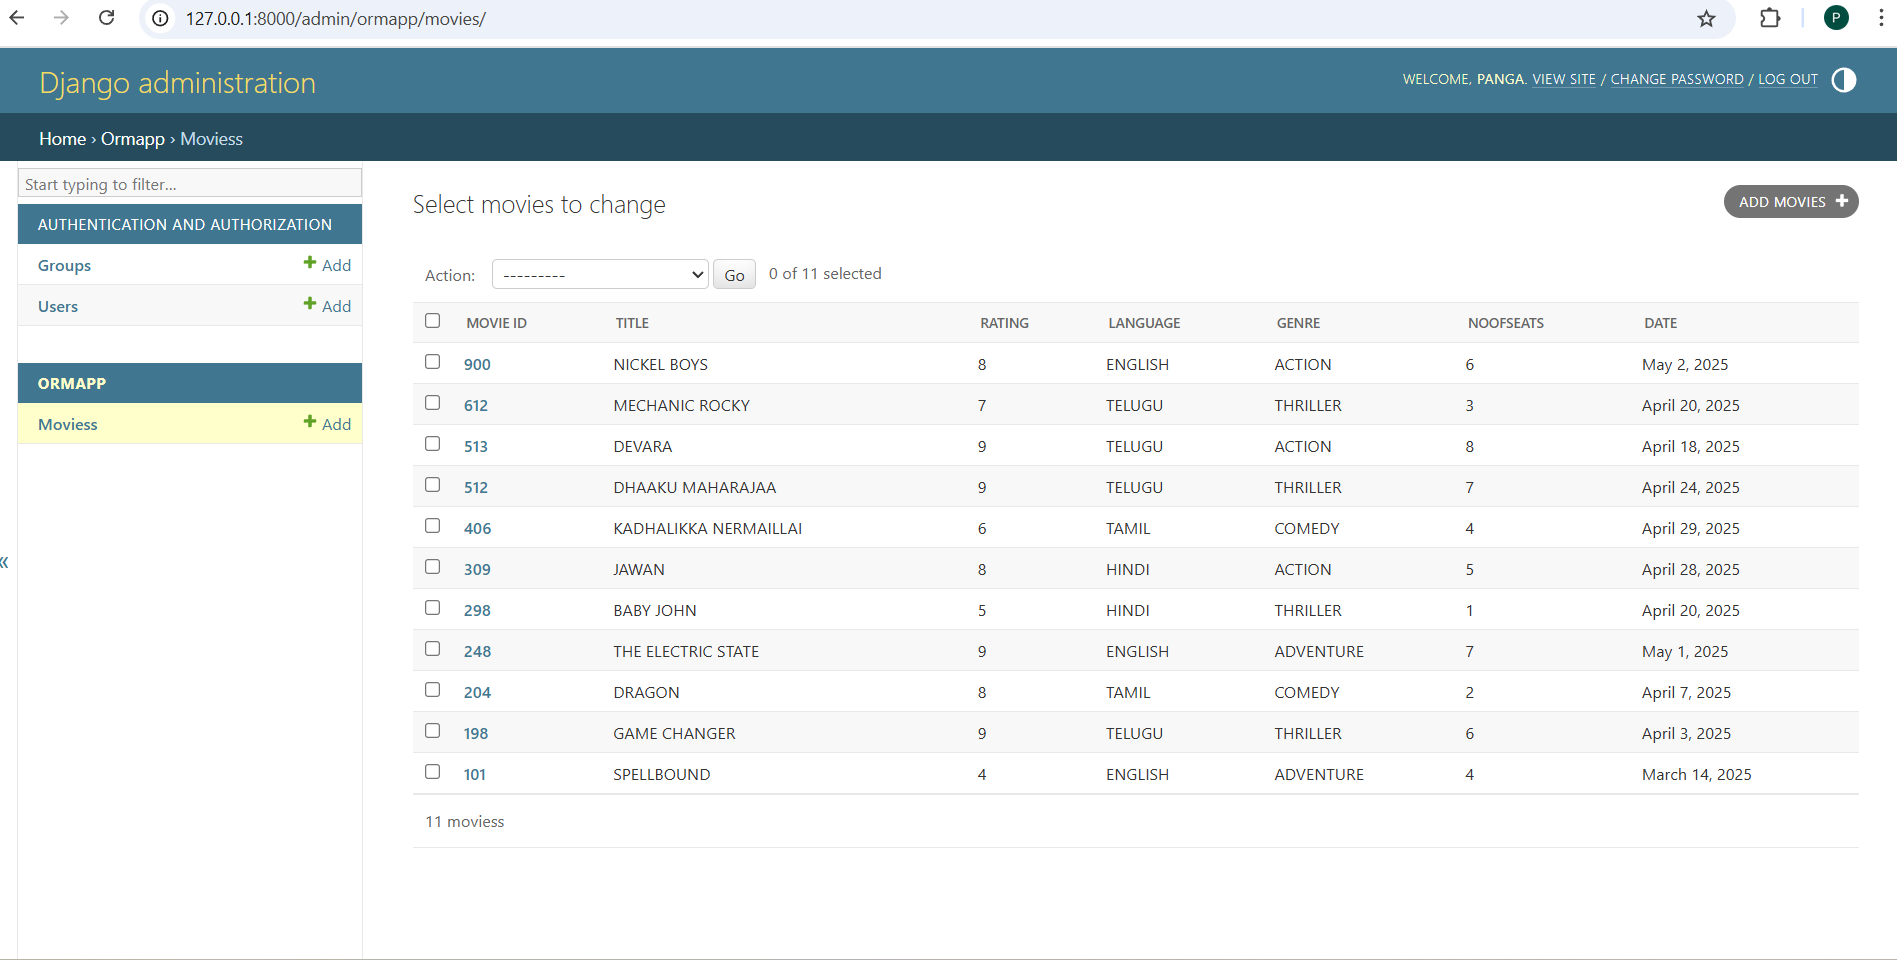 127.0.0.1:8000/admin/ormapp/movies/
P
Django administration
WELCOME, PANGA. VIEW SITE / CHANGE PASSWORD / LOG OUT
Home › Ormapp › Moviess
Start typing to filter...
AUTHENTICATION AND AUTHORIZATION
Groups + Add
Users + Add
ORMAPP
Moviess + Add
«
Select movies to change
ADD MOVIES +
Action: --------- Go 0 of 11 selected
MOVIE ID TITLE RATING LANGUAGE GENRE NOOFSEATS DATE
900 NICKEL BOYS 8 ENGLISH ACTION 6 May 2, 2025
612 MECHANIC ROCKY 7 TELUGU THRILLER 3 April 20, 2025
513 DEVARA 9 TELUGU ACTION 8 April 18, 2025
512 DHAAKU MAHARAJAA 9 TELUGU THRILLER 7 April 24, 2025
406 KADHALIKKA NERMAILLAI 6 TAMIL COMEDY 4 April 29, 2025
309 JAWAN 8 HINDI ACTION 5 April 28, 2025
298 BABY JOHN 5 HINDI THRILLER 1 April 20, 2025
248 THE ELECTRIC STATE 9 ENGLISH ADVENTURE 7 May 1, 2025
204 DRAGON 8 TAMIL COMEDY 2 April 7, 2025
198 GAME CHANGER 9 TELUGU THRILLER 6 April 3, 2025
101 SPELLBOUND 4 ENGLISH ADVENTURE 4 March 14, 2025
11 moviess